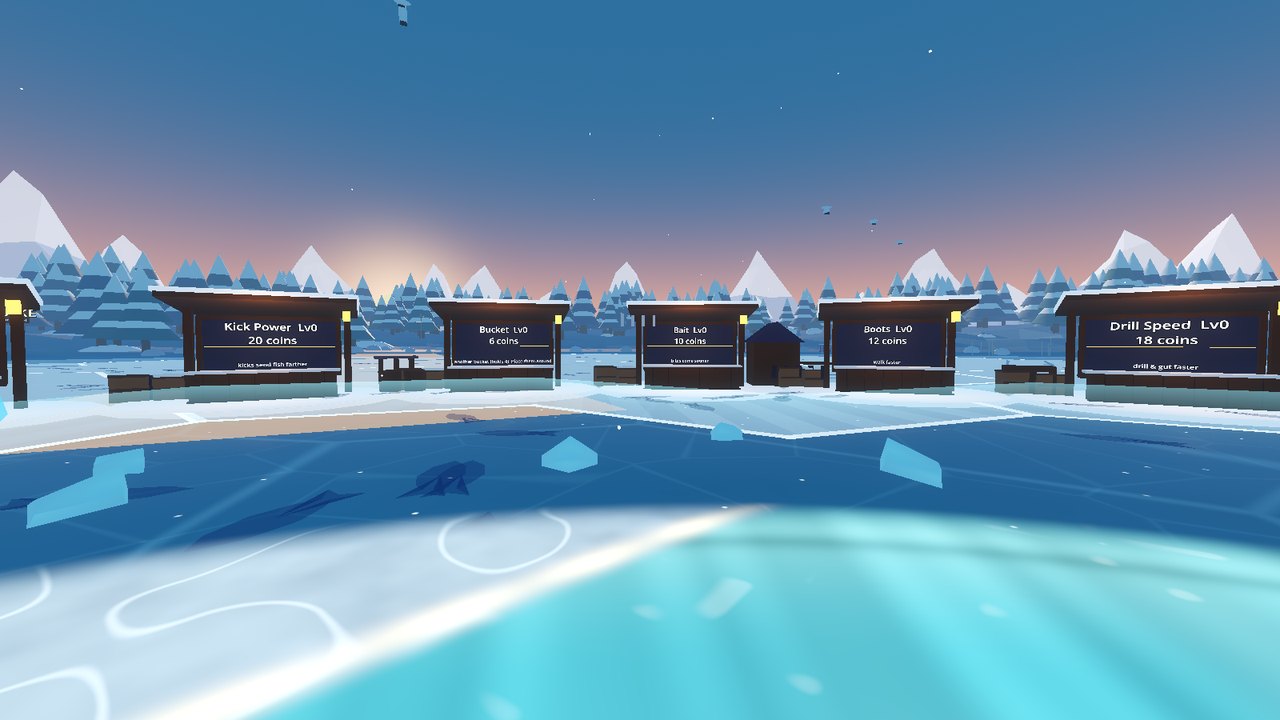 Kick Power Lv0
20 coins
kicks send fish farther
Bucket Lv0
6 coins
Bait Lv0
10 coins
Boots Lv0
12 coins
walk faster
Drill Speed Lv0
18 coins
drill & gut faster